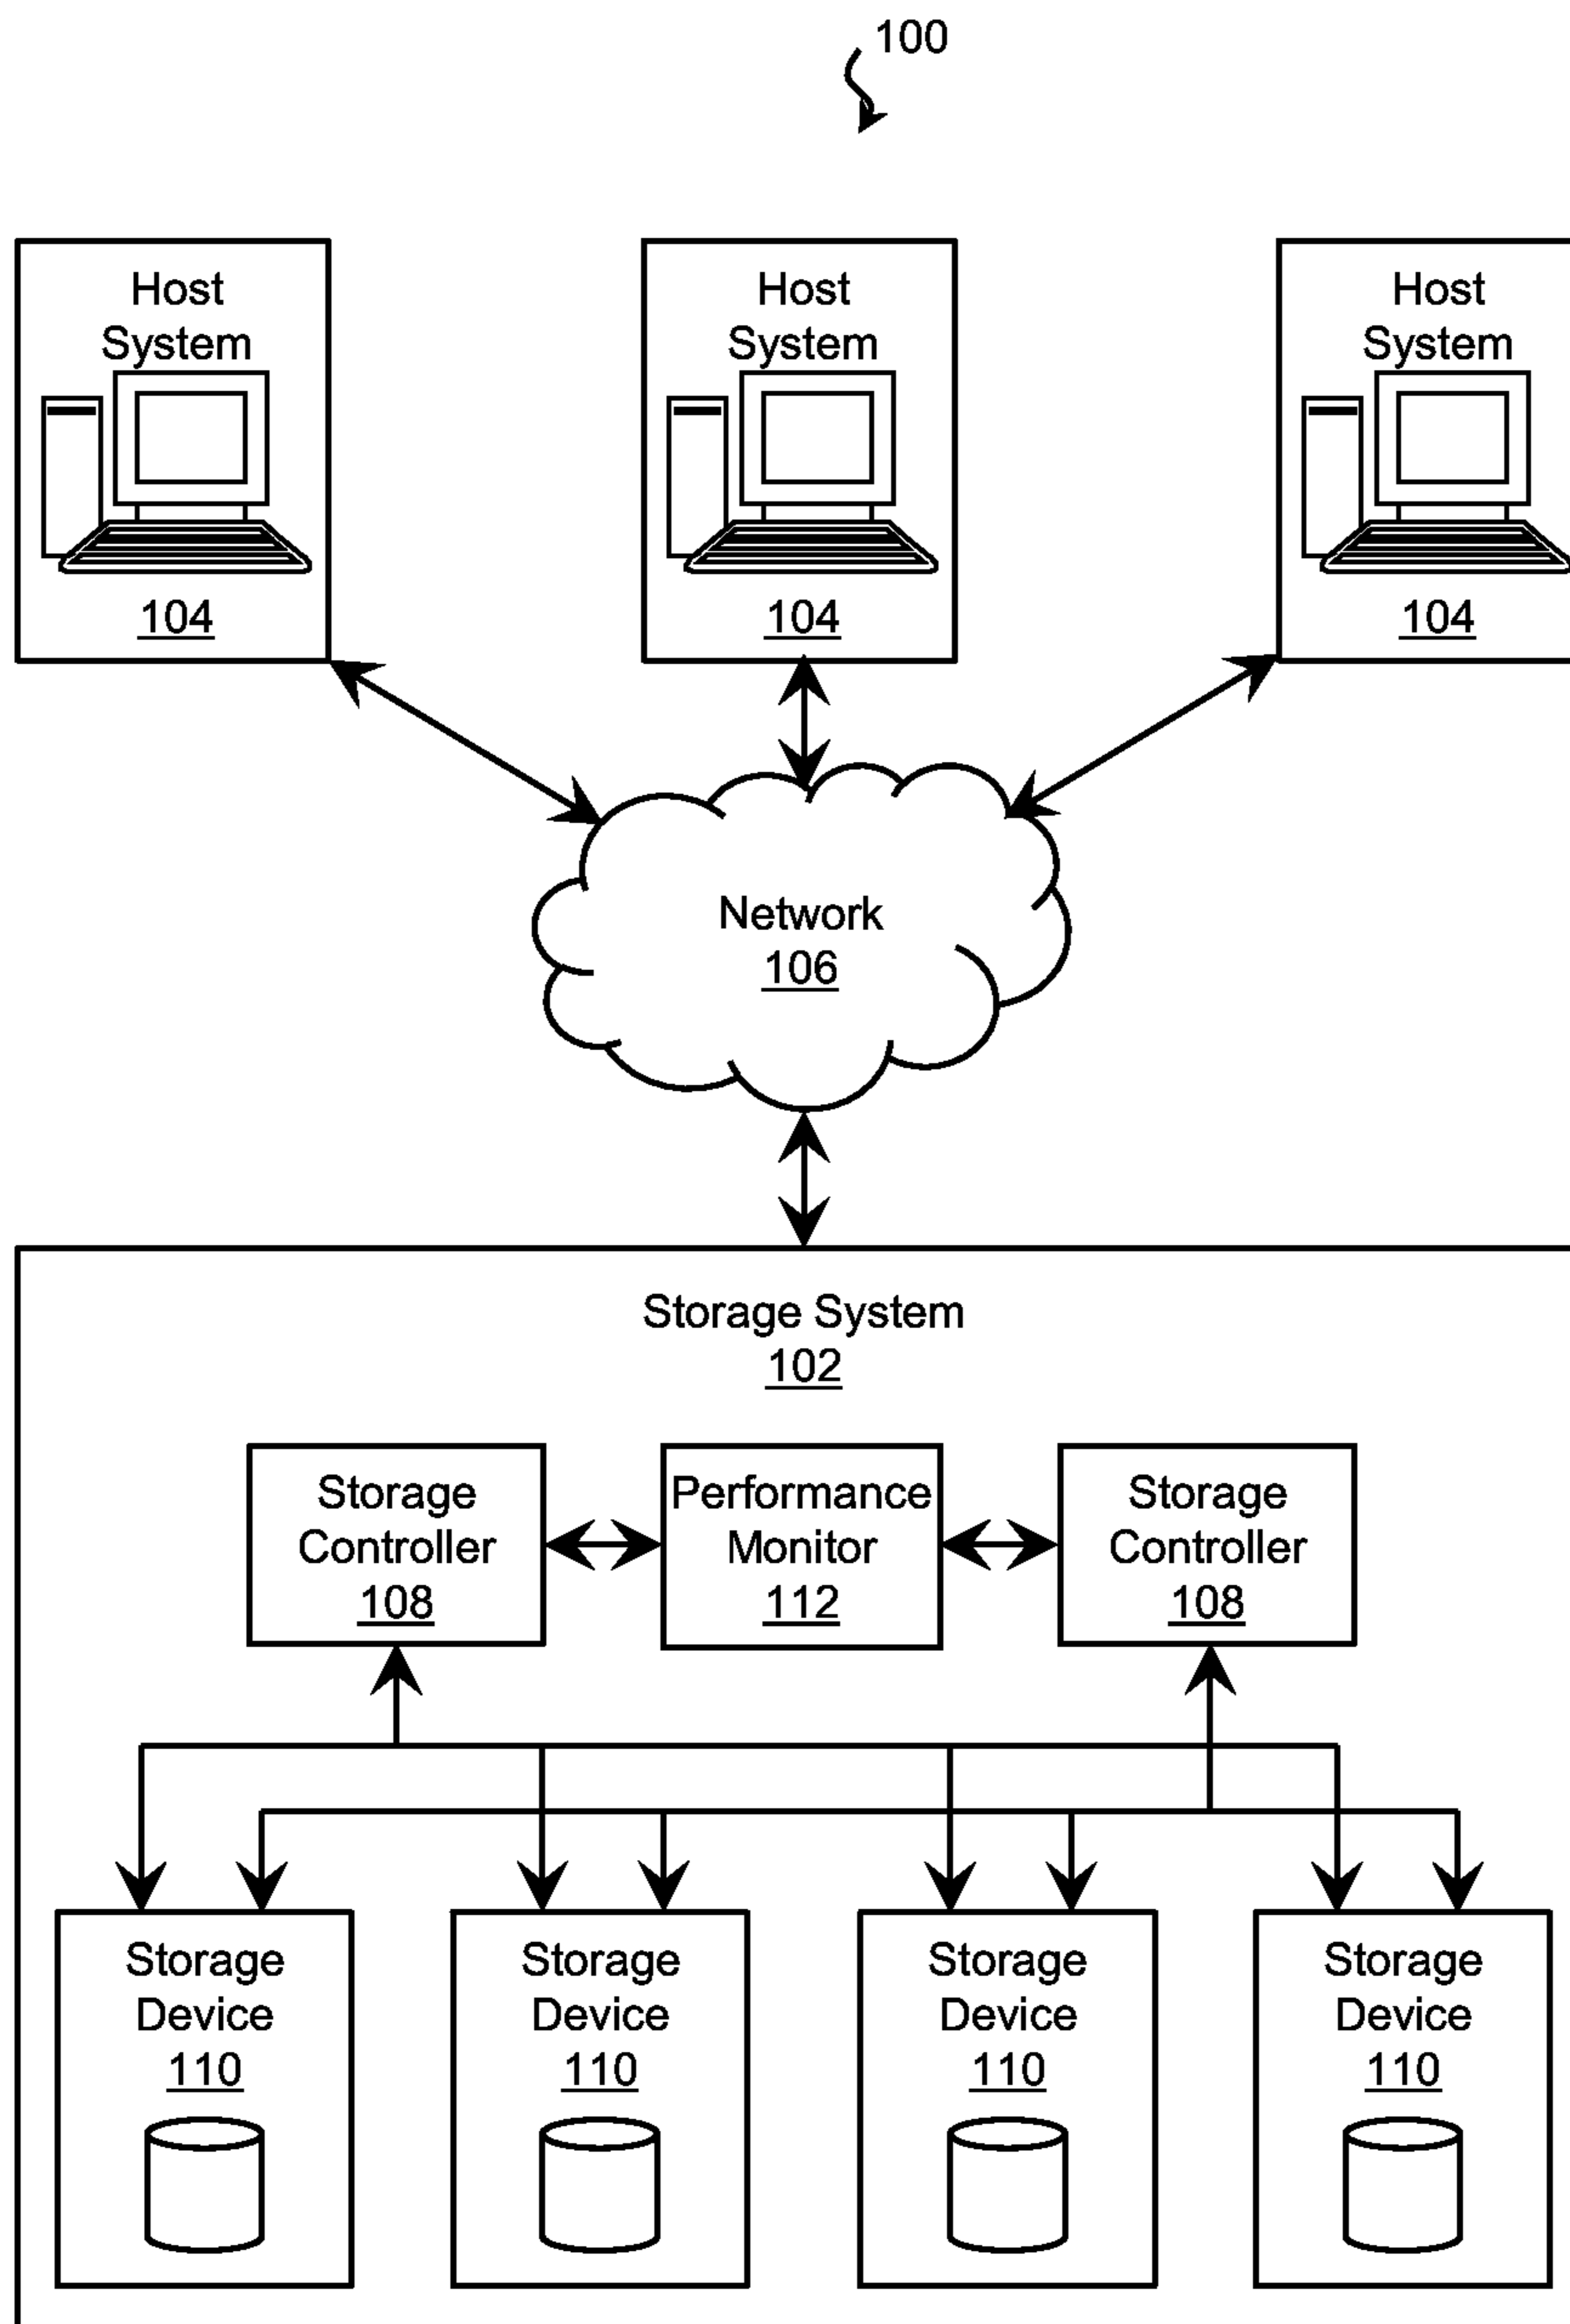 100
Host
System
104
Host
System
104
Host
System
104
Network
106
Storage System
102
Storage
Controller
108
Performance
Monitor
112
Storage
Controller
108
Storage
Device
110
Storage
Device
110
Storage
Device
110
Storage
Device
110